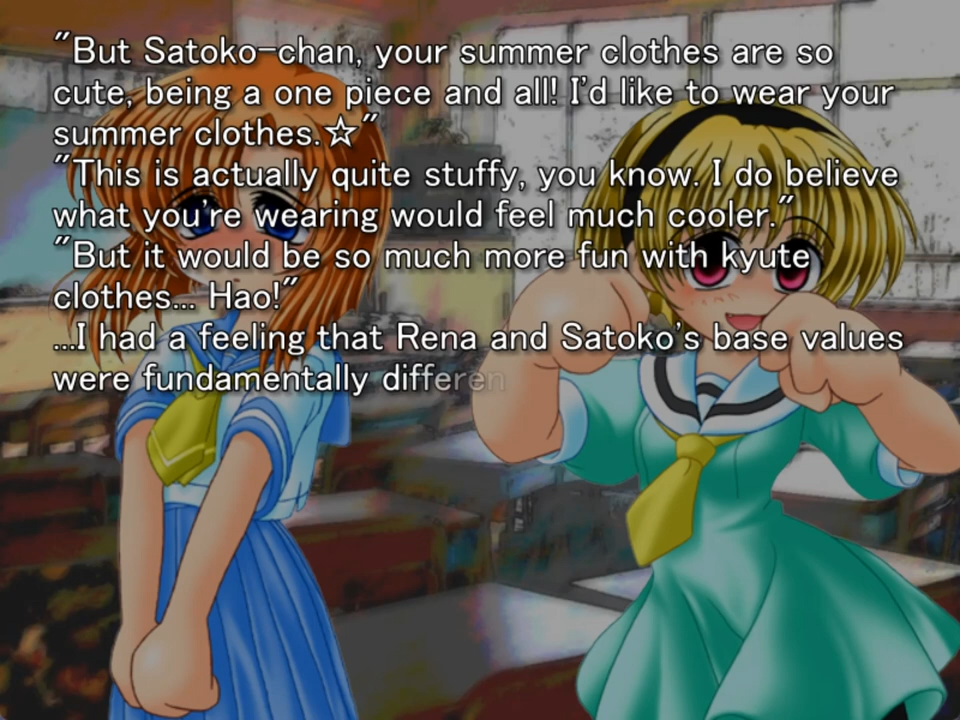 "But Satoko-chan, your summer clothes are so
cute, being a one piece and all! I'd like to wear your
summer clothes.☆"
"This is actually quite stuffy, you know. I do believe
what you're wearing would feel much cooler."
"But it would be so much more fun with kyute
clothes... Hao!"
...I had a feeling that Rena and Satoko's base values
were fundamentally differen